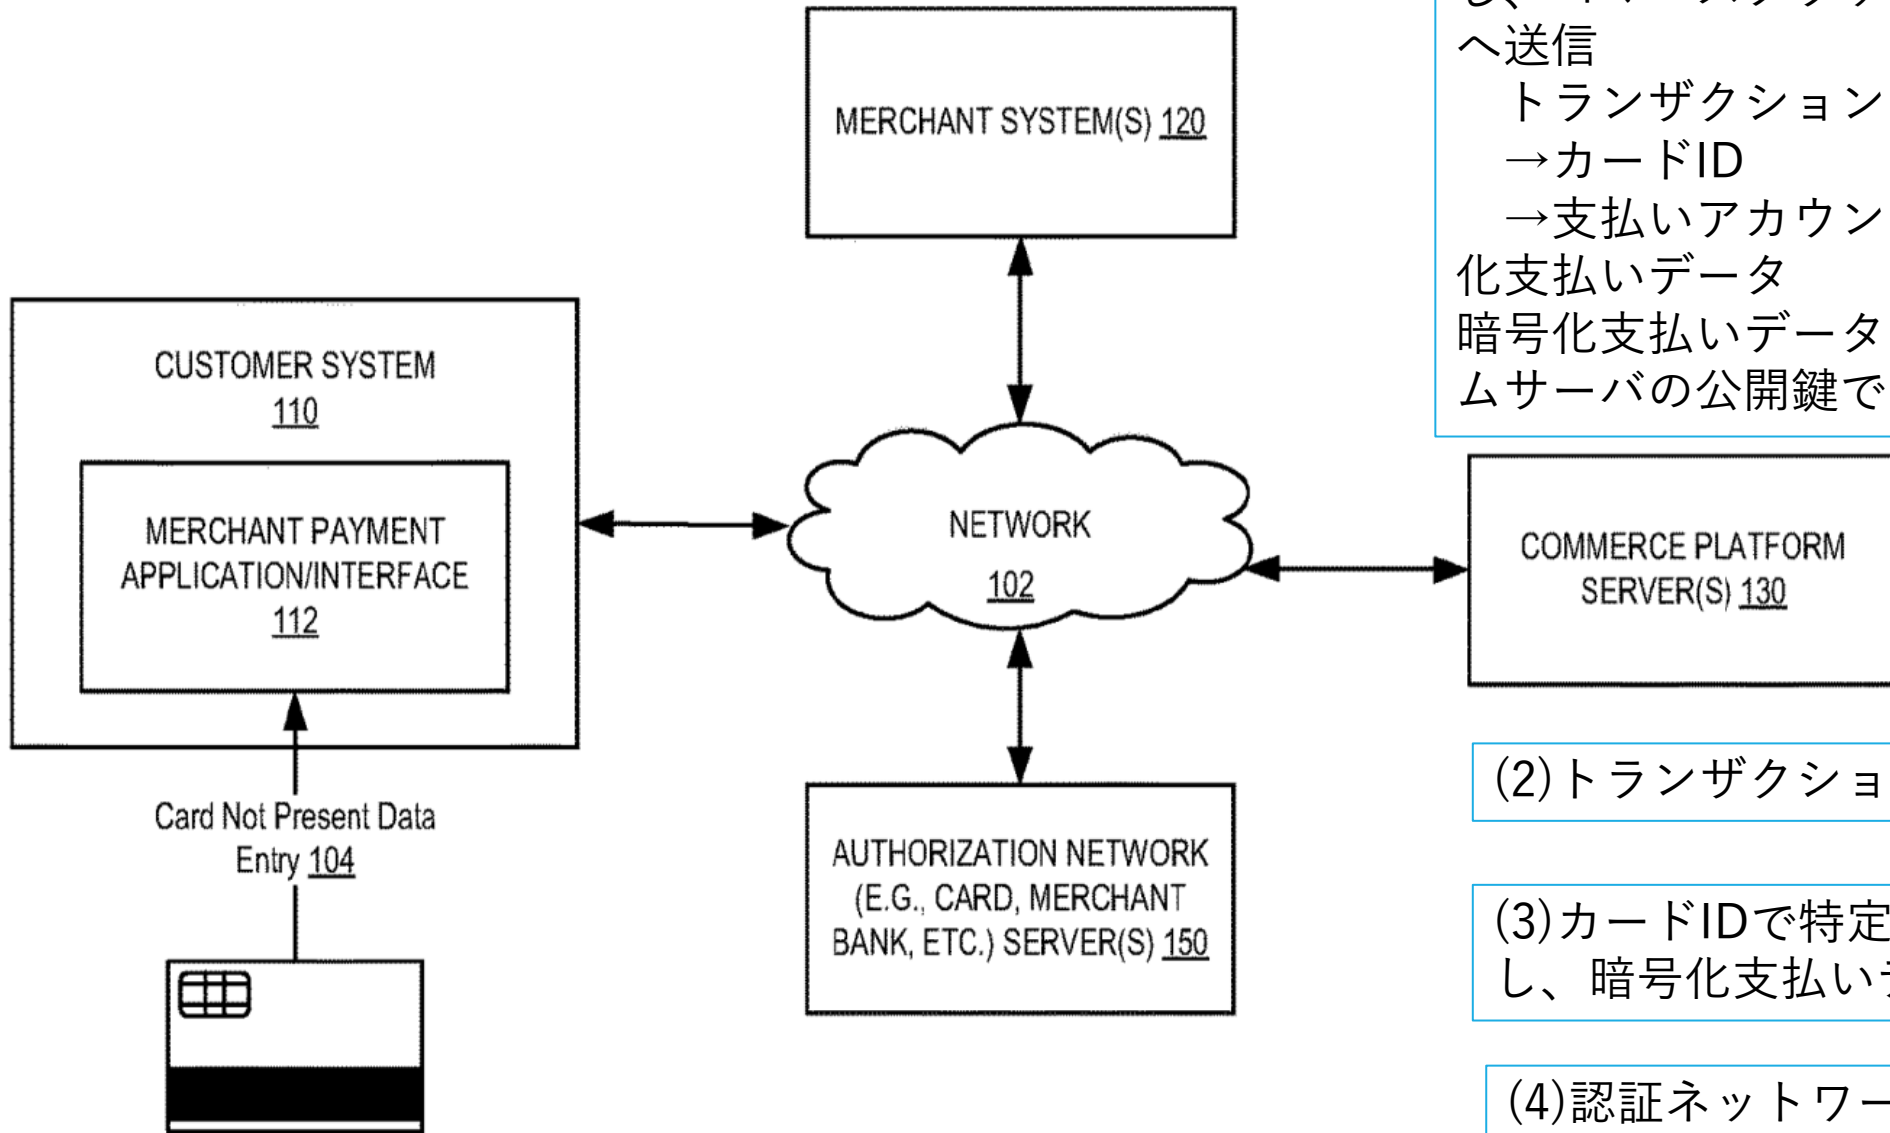 MERCHANT SYSTEM(S) 120
CUSTOMER SYSTEM
110
MERCHANT PAYMENT
APPLICATION/INTERFACE
112
Card Not Present Data
Entry 104
NETWORK
102
COMMERCE PLATFORM
SERVER(S) 130
AUTHORIZATION NETWORK
(E.G., CARD, MERCHANT
BANK, ETC.) SERVER(S) 150
へ送信
トランザクション
→カードID
→支払いアカウン
化支払いデータ
暗号化支払いデータ
ムサーバの公開鍵で
(2)トランザクショ
(3)カードIDで特定
し、暗号化支払い
(4)認証ネットワー